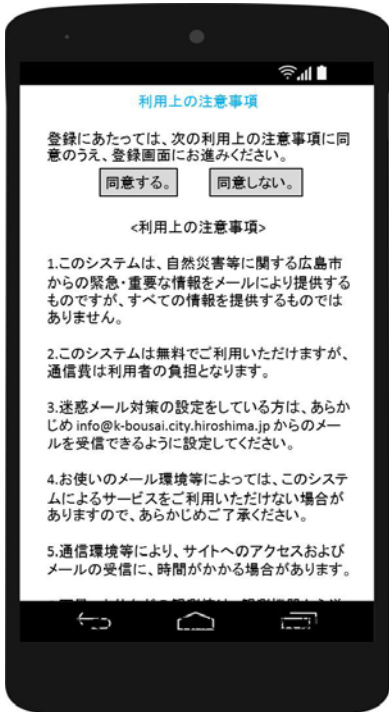 利用上の注意事項
登録にあたっては、次の利用上の注意事項に同
意のうえ、登録画面にお進みください。
同意する。 同意しない。
<利用上の注意事項>
1.このシステムは、自然災害等に関する広島市
からの緊急・重要な情報をメールにより提供する
ものですが、すべての情報を提供するものでは
ありません。
2.このシステムは無料でご利用いただけますが、
通信費は利用者の負担となります。
3.迷惑メール対策の設定をしている方は、あらか
じめ info@k-bousai.city.hiroshima.jp からのメー
ルを受信できるように設定してください。
4.お使いのメール環境等によっては、このシステ
ムによるサービスをご利用いただけない場合が
ありますので、あらかじめご了承ください。
5.通信環境等により、サイトへのアクセスおよび
メールの受信に、時間がかかる場合があります。